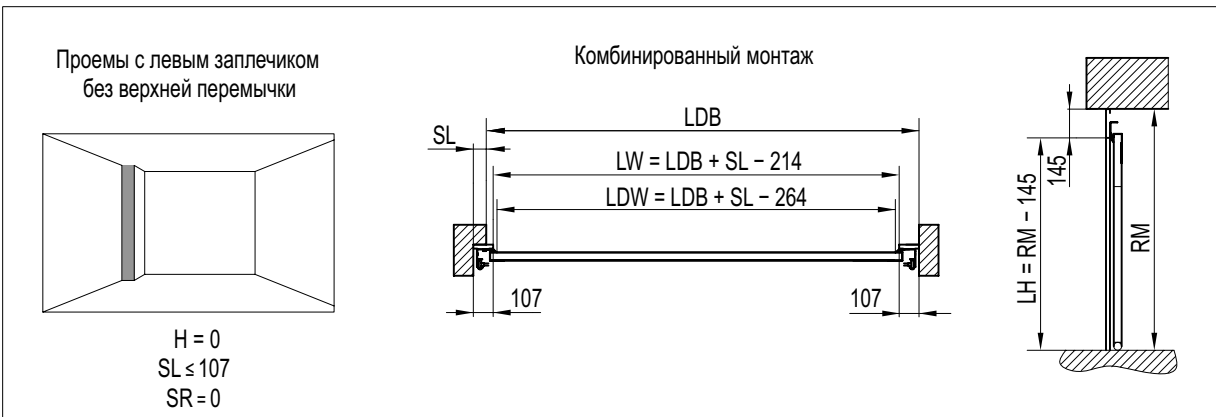 Проемы с левым заплечиком
без верхней перемычки
H = 0
SL ≤ 107
SR = 0
Комбинированный монтаж
LDB
SL
LW = LDB + SL − 214
LDW = LDB + SL − 264
107
107
145
LH = RM − 145
RM